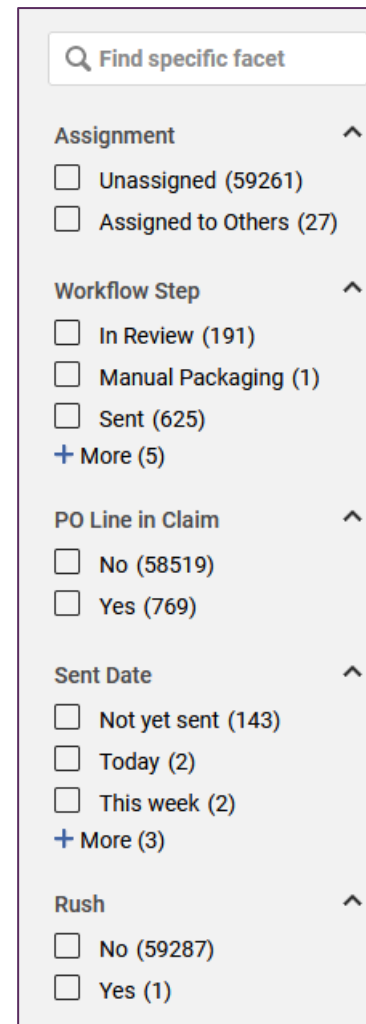 Find specific facet
Assignment
Unassigned (59261)
Assigned to Others (27)
Workflow Step
In Review (191)
Manual Packaging (1)
Sent (625)
+ More (5)
PO Line in Claim
No (58519)
Yes (769)
Sent Date
Not yet sent (143)
Today (2)
This week (2)
+ More (3)
Rush
No (59287)
Yes (1)